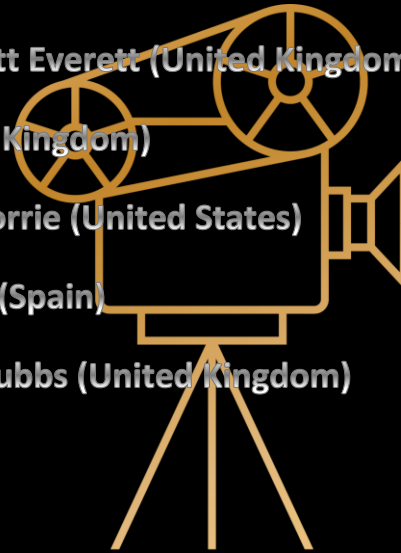 tt Everett (United Kingdom
Kingdom)
orrie (United States)
(Spain)
ubbs (United Kingdom)